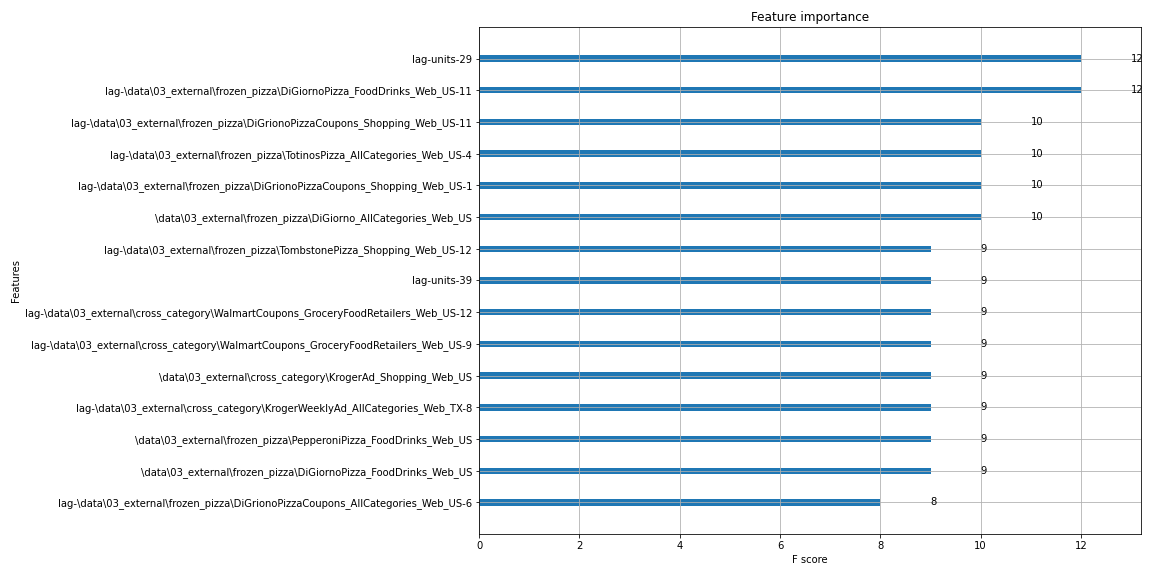 Feature importance
Features
lag-units-29
12
lag-\data\03_external\frozen_pizza\DiGiornoPizza_FoodDrinks_Web_US-11
12
lag-\data\03_external\frozen_pizza\DiGrionoPizzaCoupons_Shopping_Web_US-11
10
lag-\data\03_external\frozen_pizza\TotinosPizza_AllCategories_Web_US-4
10
lag-\data\03_external\frozen_pizza\DiGrionoPizzaCoupons_Shopping_Web_US-1
10
\data\03_external\frozen_pizza\DiGiorno_AllCategories_Web_US
10
lag-\data\03_external\frozen_pizza\TombstonePizza_Shopping_Web_US-12
9
lag-units-39
9
lag-\data\03_external\cross_category\WalmartCoupons_GroceryFoodRetailers_Web_US-12
9
lag-\data\03_external\cross_category\WalmartCoupons_GroceryFoodRetailers_Web_US-9
9
\data\03_external\cross_category\KrogerAd_Shopping_Web_US
9
lag-\data\03_external\cross_category\KrogerWeeklyAd_AllCategories_Web_TX-8
9
\data\03_external\frozen_pizza\PepperoniPizza_FoodDrinks_Web_US
9
\data\03_external\frozen_pizza\DiGiornoPizza_FoodDrinks_Web_US
9
lag-\data\03_external\frozen_pizza\DiGrionoPizzaCoupons_AllCategories_Web_US-6
8
0 2 4 6 8 10 12
F score